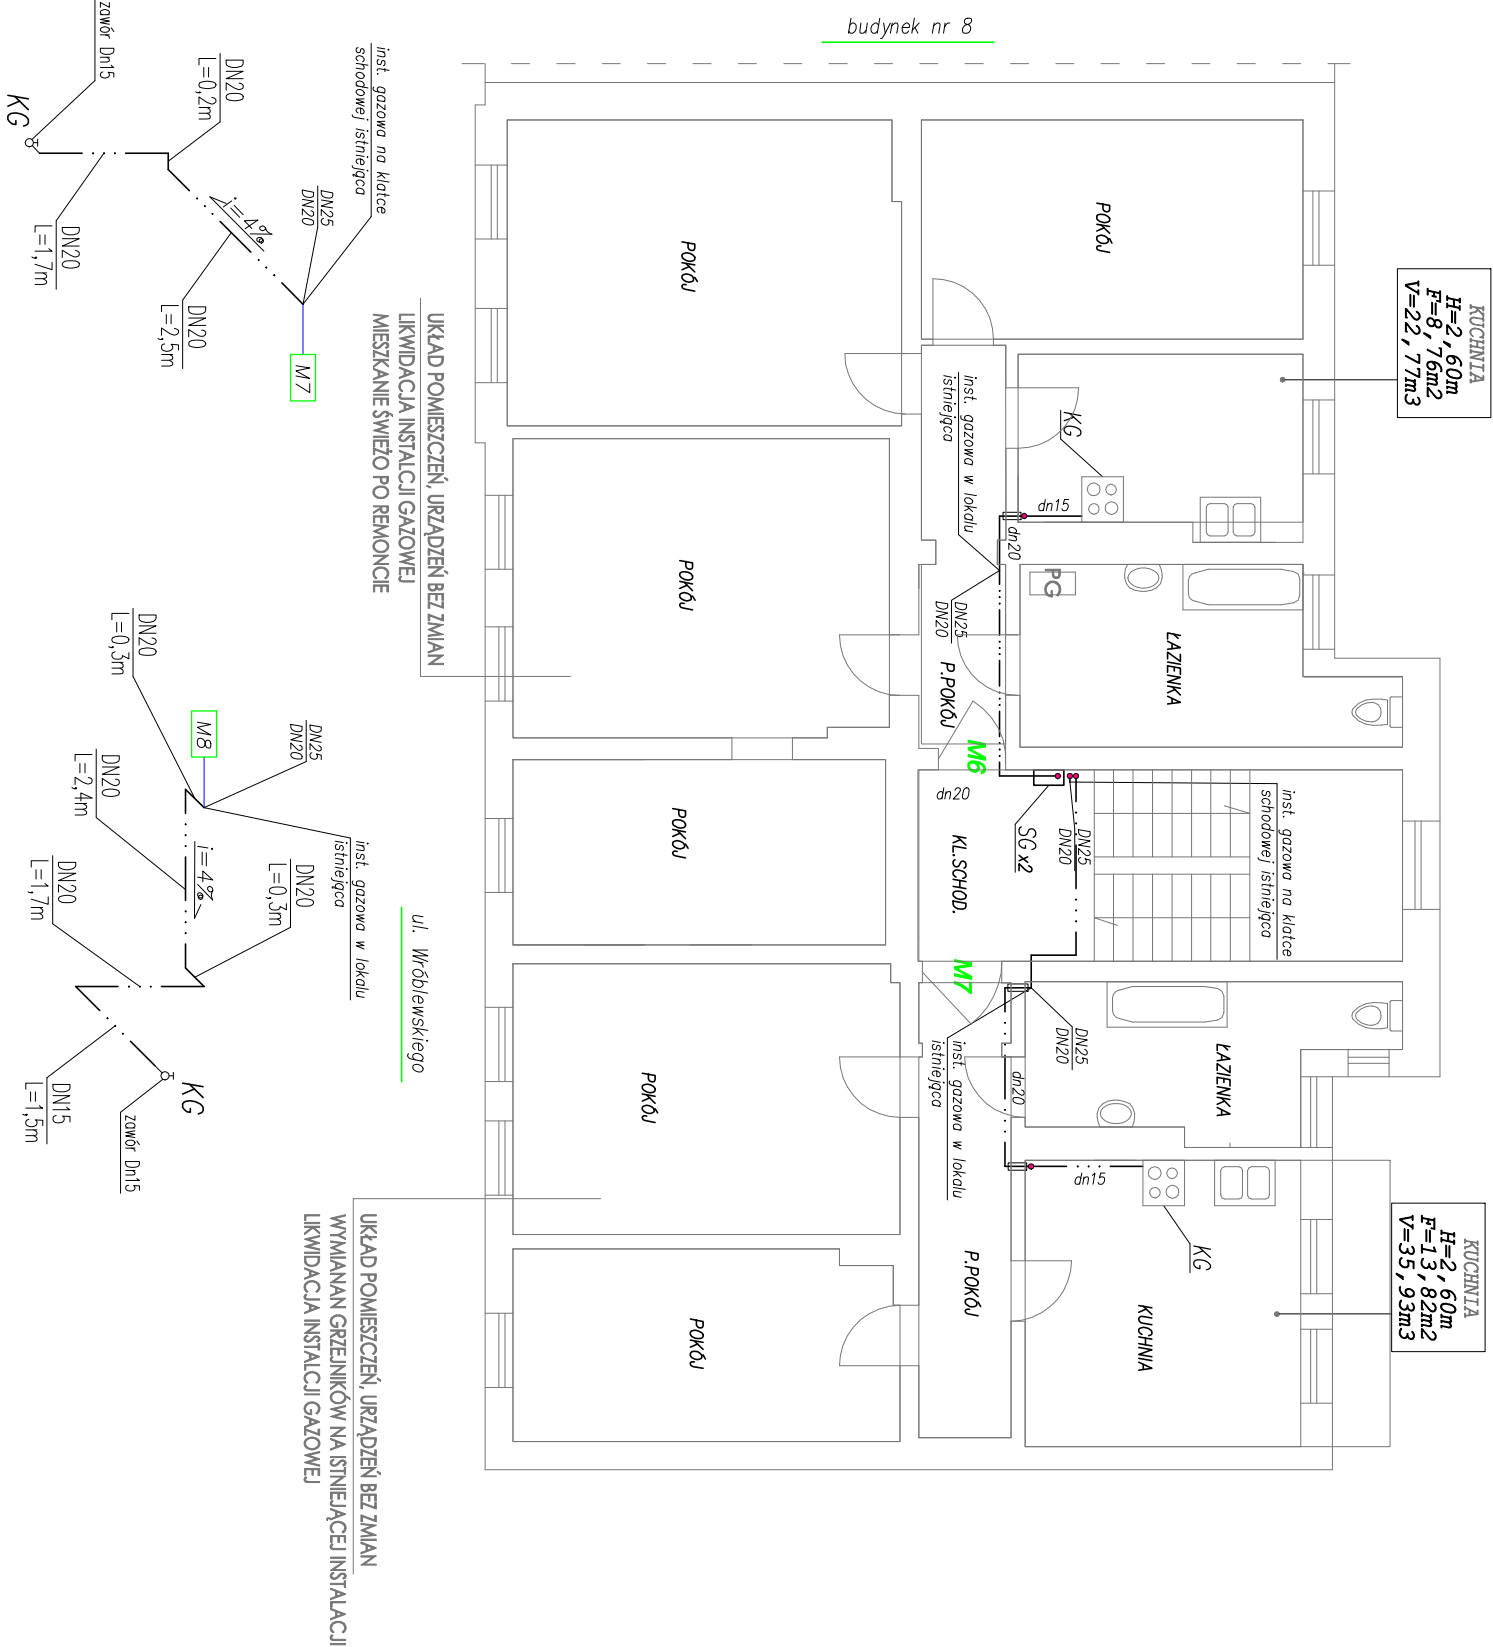 budynek nr 8
zawór Dn15
KG
DN20
L=0,2m
DN20
L=1,7m
i=4%
DN20
L=2,5m
DN25
DN20
inst. gazowa na klatce
schodowej istniejąca
M7
UKŁAD POMIESZCZEŃ, URZĄDZEŃ BEZ ZMIAN
LIKWIDACJA INSTALCJI GAZOWEJ
MIESZKANIE ŚWIEŻO PO REMONCIE
DN20
L=0,3m
M8
DN25
DN20
DN20
L=2,4m
i=4%
inst. gazowa w lokalu
istniejąca
DN20
L=0,3m
DN20
L=1,7m
DN15
L=1,5m
KG
zawór Dn15
ul. Wróblewskiego
UKŁAD POMIESZCZEŃ, URZĄDZEŃ BEZ ZMIAN
WYMIANAN GRZEJNIKÓW NA ISTNIEJĄCEJ INSTALACJI
LIKWIDACJA INSTALCJI GAZOWEJ
KUCHNIA
H=2,60m
F=8,76m2
V=22,77m3
POKÓJ
POKÓJ
POKÓJ
POKÓJ
POKÓJ
POKÓJ
KG
dn15
dn20
inst. gazowa w lokalu
istniejąca
DN25
DN20
PG
ŁAZIENKA
P.POKÓJ
M6
dn20
SG x2
DN25
DN20
inst. gazowa na klatce
schodowej istniejąca
KL.SCHOD.
M7
DN25
DN20
inst. gazowa w lokalu
istniejąca
dn20
ŁAZIENKA
dn15
KG
P.POKÓJ
KUCHNIA
KUCHNIA
H=2,60m
F=13,82m2
V=35,93m3